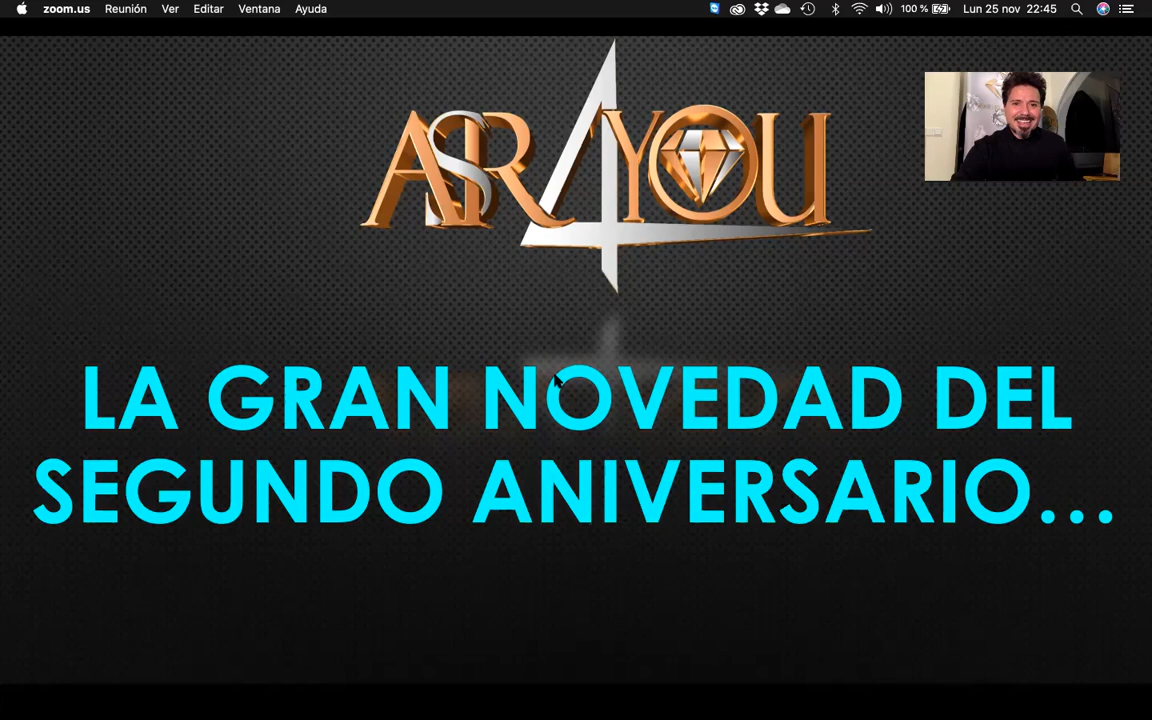 zoom.us Reunión Ver Editar Ventana Ayuda 100 % Lun 25 nov 22:45
ASR4YOU
LA GRAN NOVEDAD DEL
SEGUNDO ANIVERSARIO...